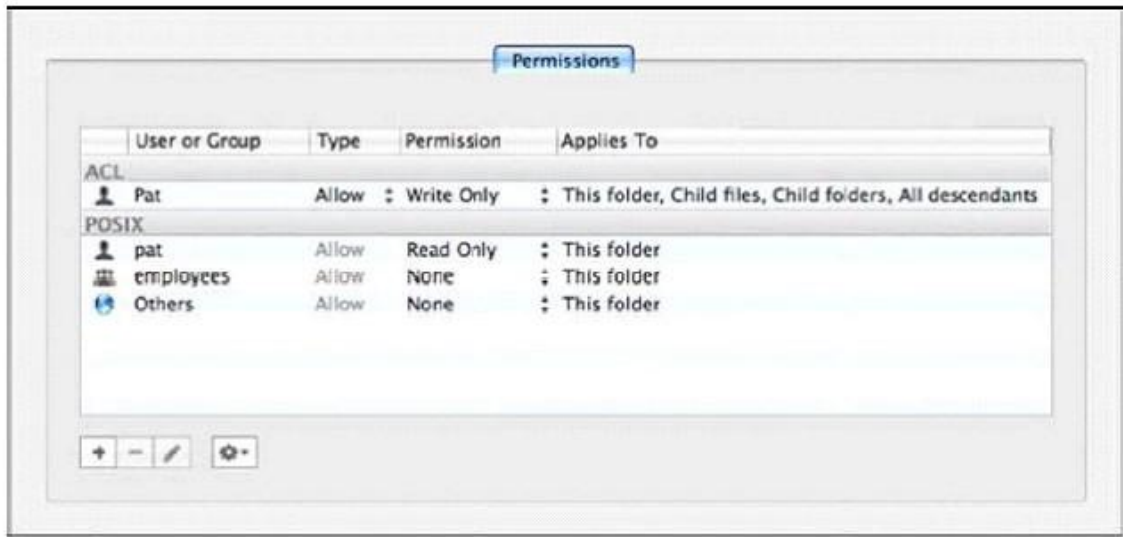 Permissions
User or Group Type Permission Applies To
ACL
Pat Allow Write Only This folder, Child files, Child folders, All descendants
POSIX
pat Allow Read Only This folder
employees Allow None This folder
Others Allow None This folder